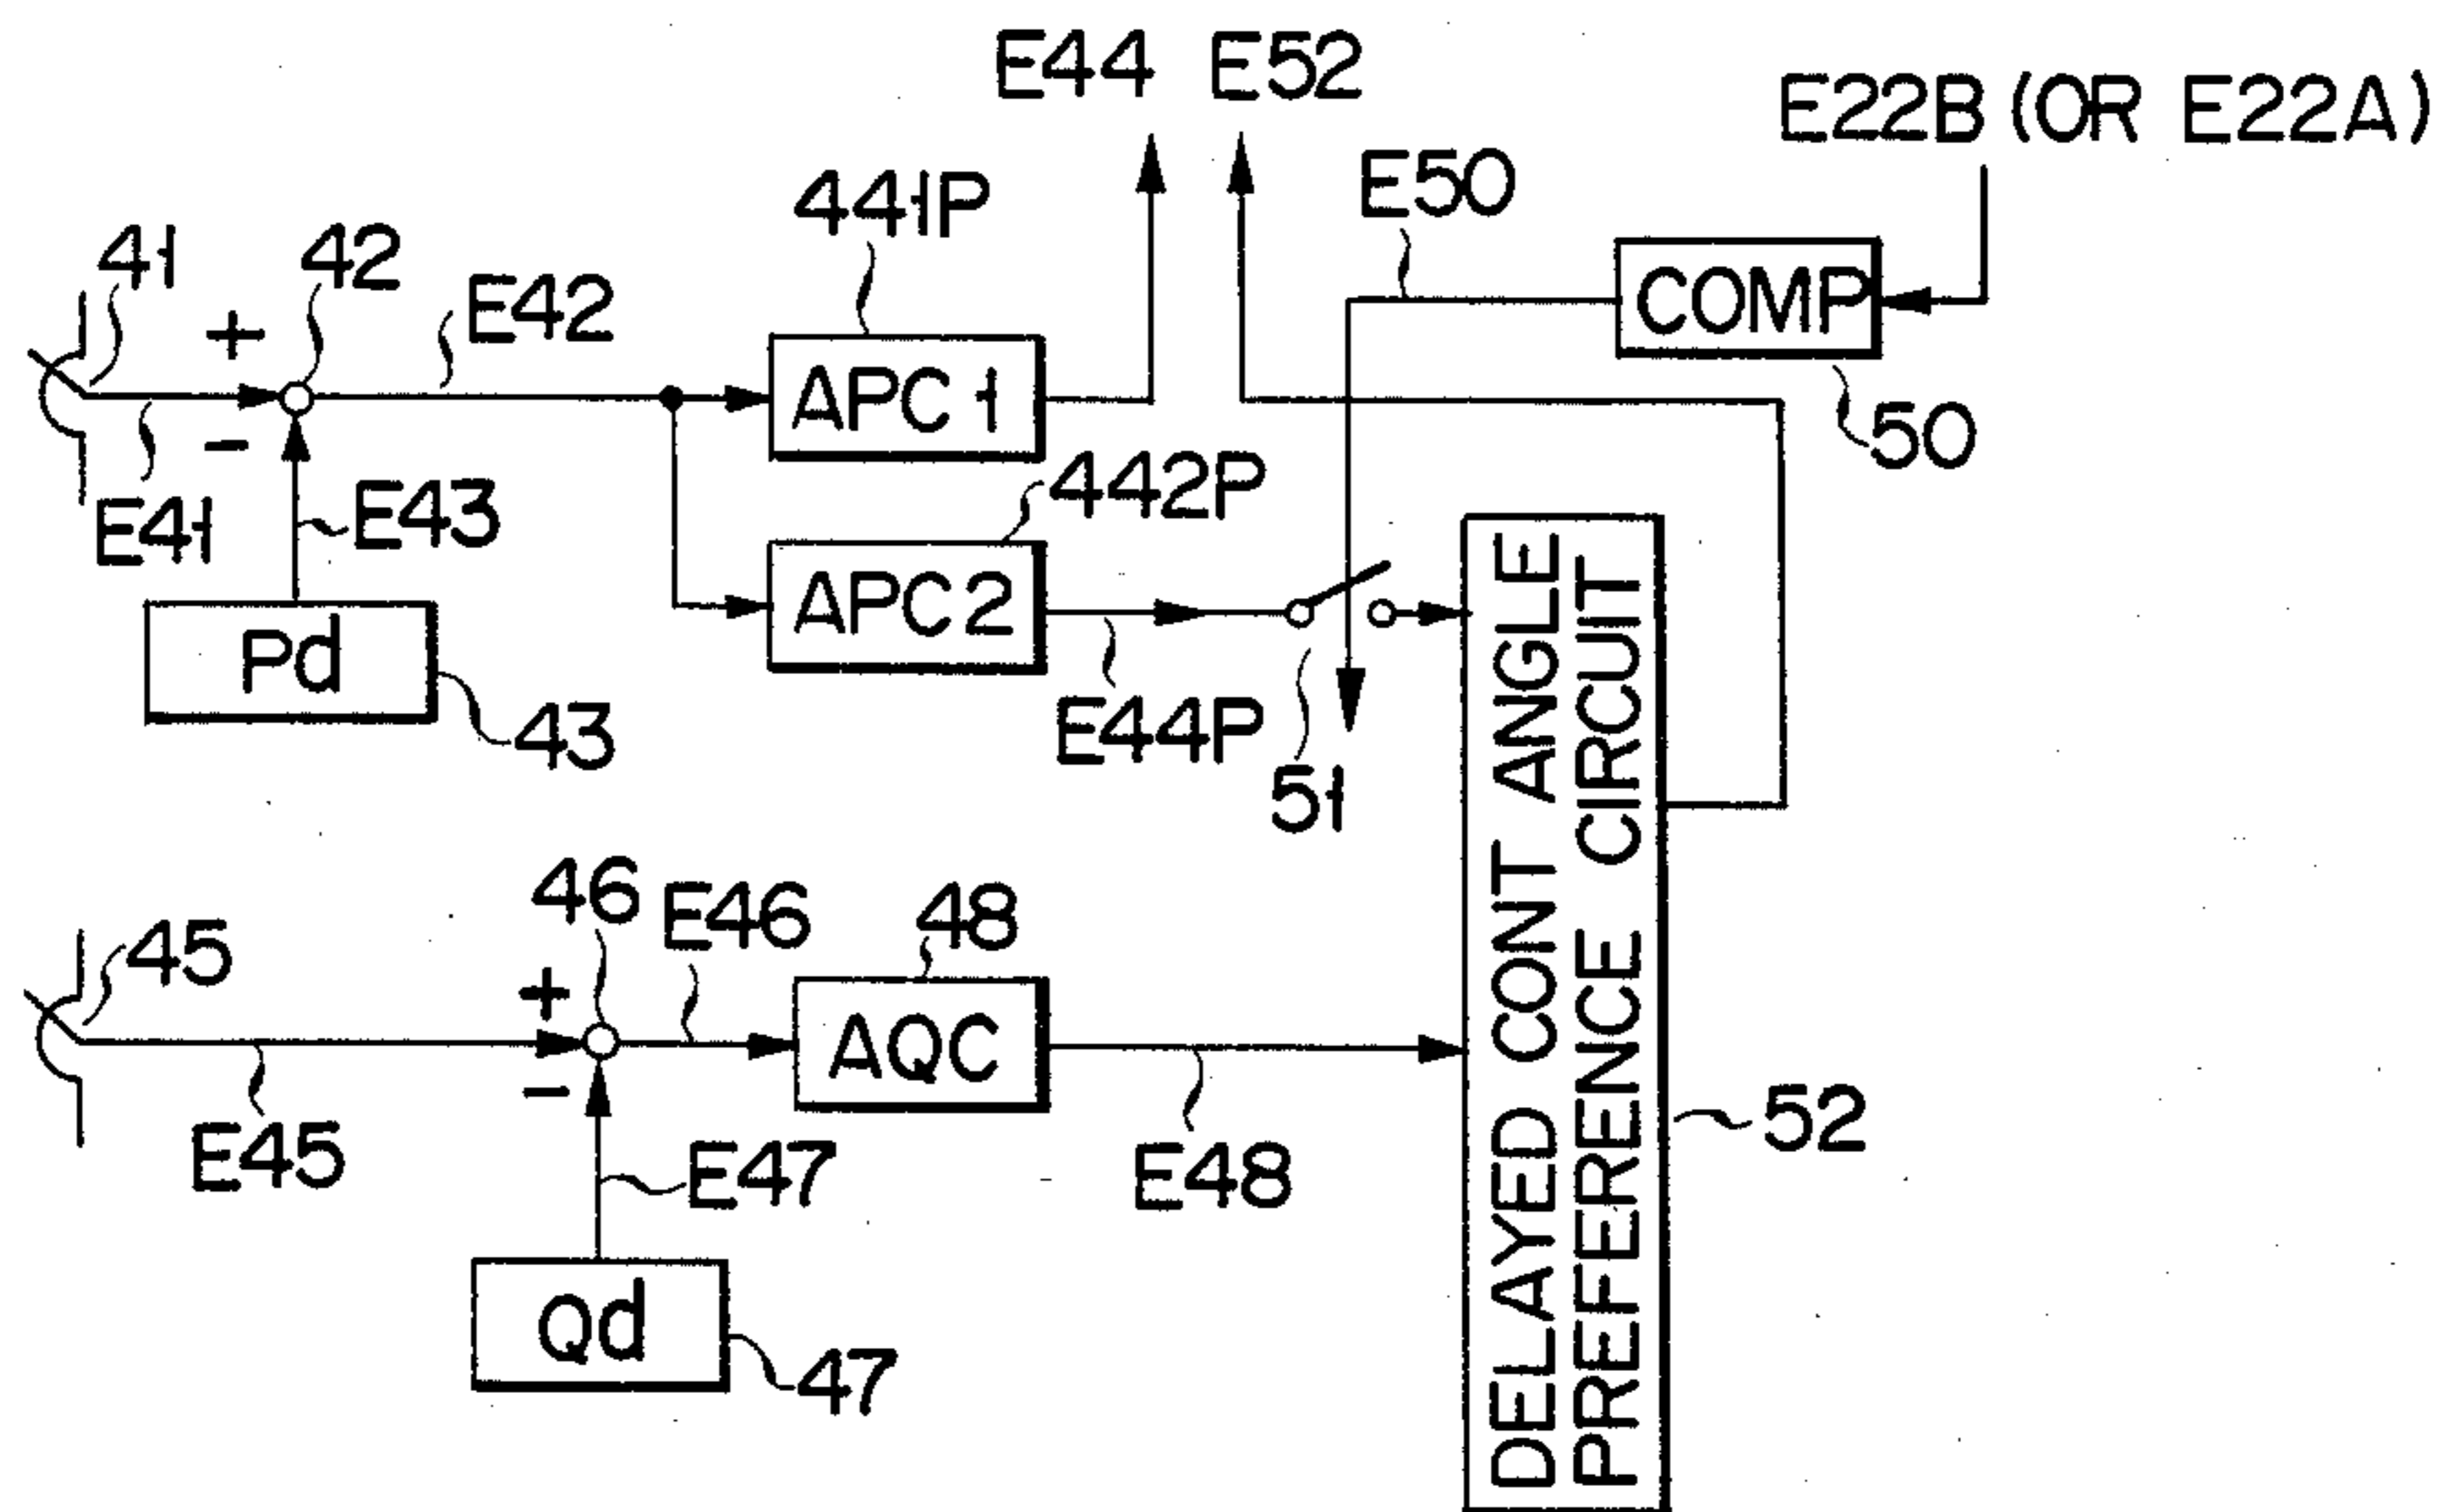 E44 E52
E22B (OR E22A)
E50
441P
41
42
E42
+
COMP
APC 1
-
50
E41
E43
442P
APC 2
Pd
43
E44P
51
DELAYED CONT ANGLE
PREFERENCE CIRCUIT
46
E46
48
45
+
AQC
-
52
E45
E47
E48
Qd
47